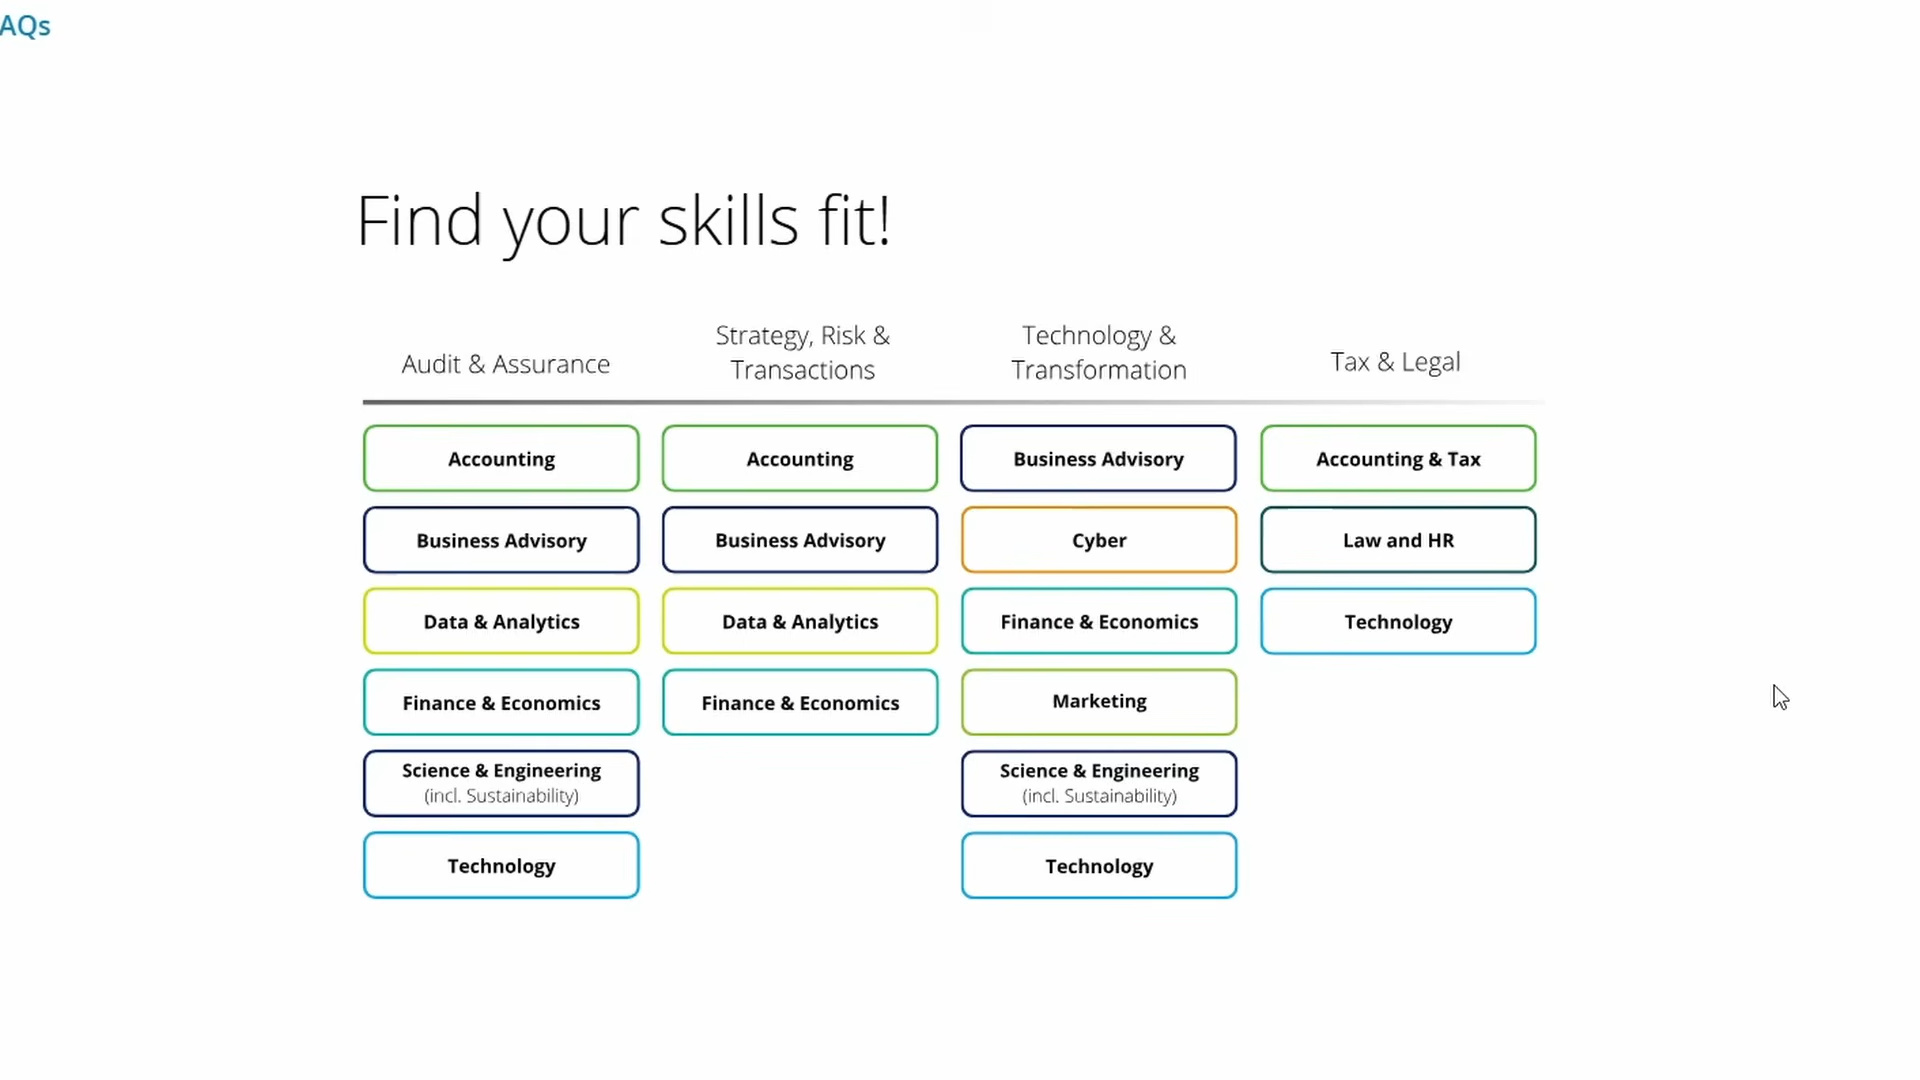 AQs
Find your skills fit!
Audit & Assurance
Strategy, Risk &
Transactions
Technology &
Transformation
Tax & Legal
Accounting
Accounting
Business Advisory
Accounting & Tax
Business Advisory
Business Advisory
Cyber
Law and HR
Data & Analytics
Data & Analytics
Finance & Economics
Technology
Finance & Economics
Finance & Economics
Marketing
Science & Engineering
(incl. Sustainability)
Science & Engineering
(incl. Sustainability)
Technology
Technology